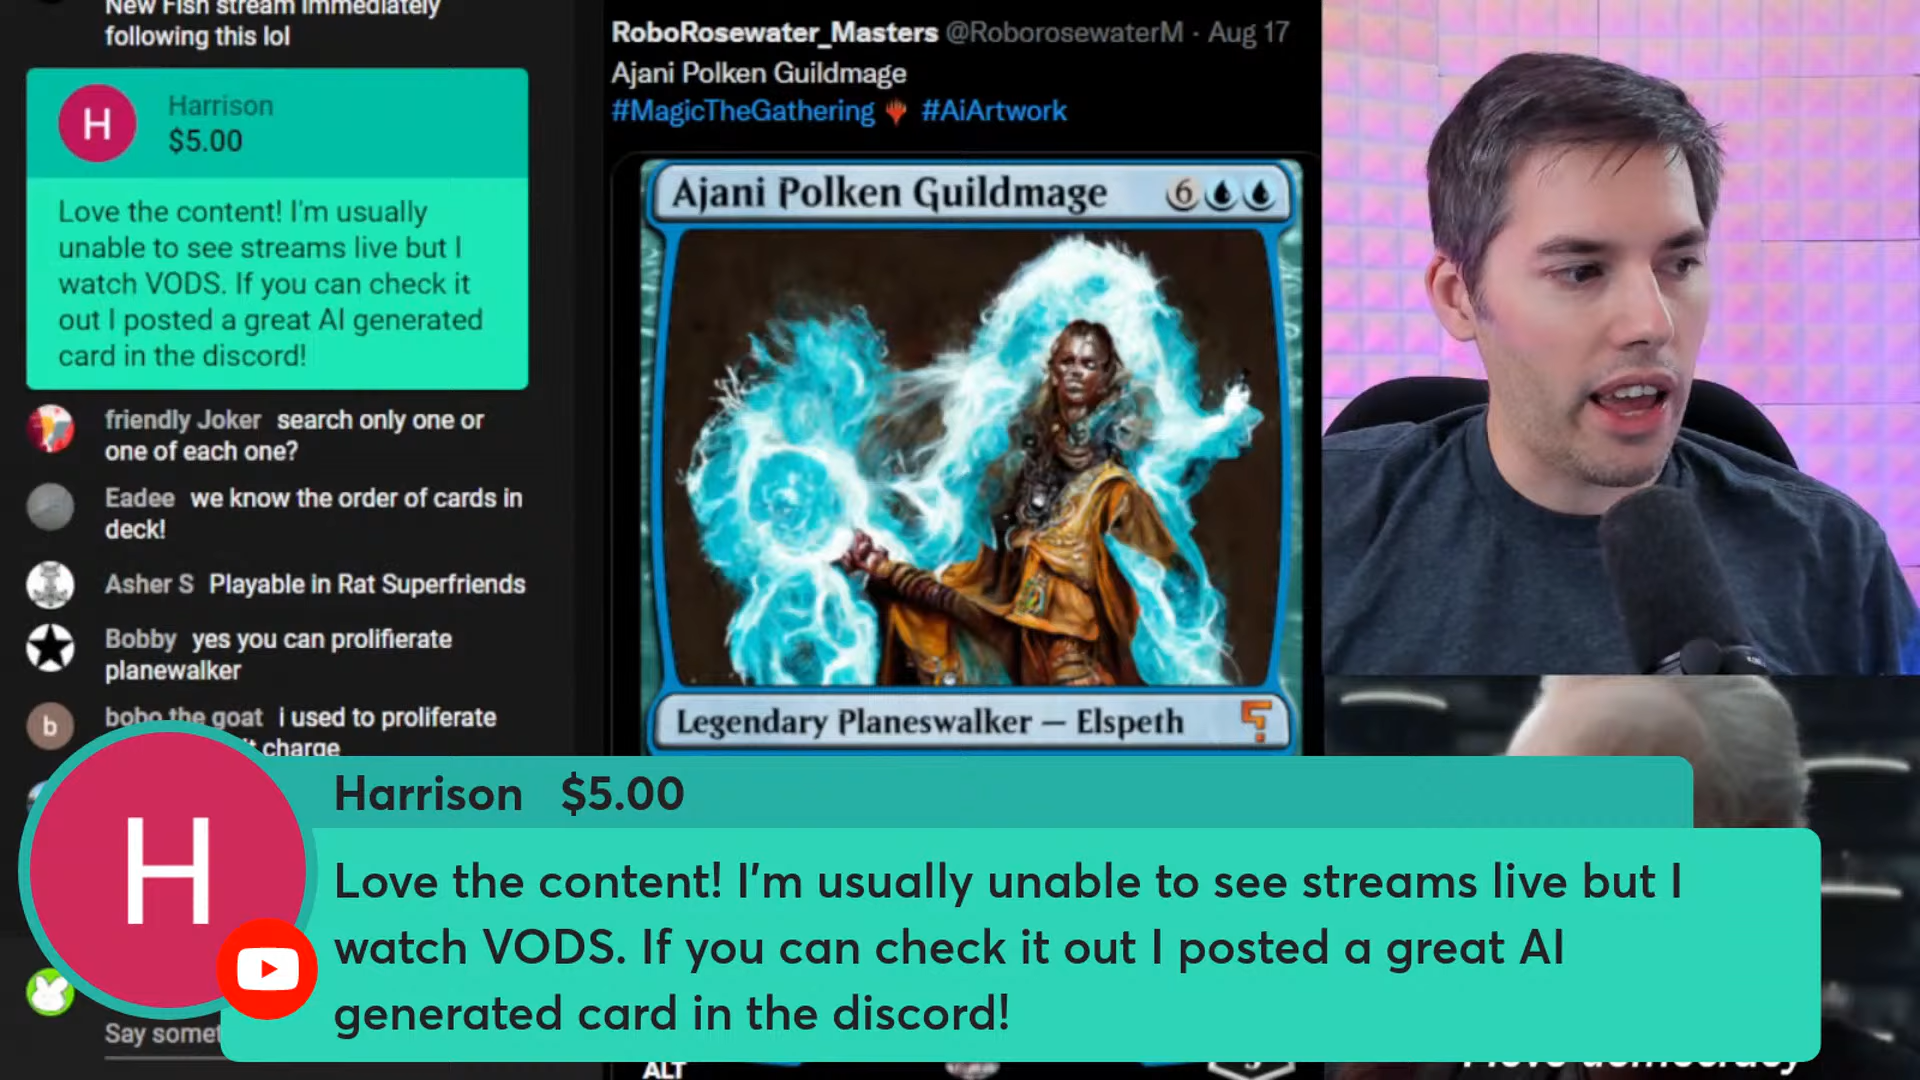 New Fish stream immediately
following this lol
H
Harrison
$5.00
Love the content! I'm usually
unable to see streams live but I
watch VODS. If you can check it
out I posted a great AI generated
card in the discord!
friendly Joker search only one or
one of each one?
Eadee we know the order of cards in
deck!
Asher S Playable in Rat Superfriends
Bobby yes you can prolifierate
planewalker
b
bobo the goat i used to proliferate
charge
Say somet
RoboRosewater_Masters @RoborosewaterM · Aug 17
Ajani Polken Guildmage
#MagicTheGathering #AiArtwork
Ajani Polken Guildmage 6
Legendary Planeswalker — Elspeth
H
Harrison $5.00
Love the content! I'm usually unable to see streams live but I
watch VODS. If you can check it out I posted a great AI
generated card in the discord!
ALT
I love democracy